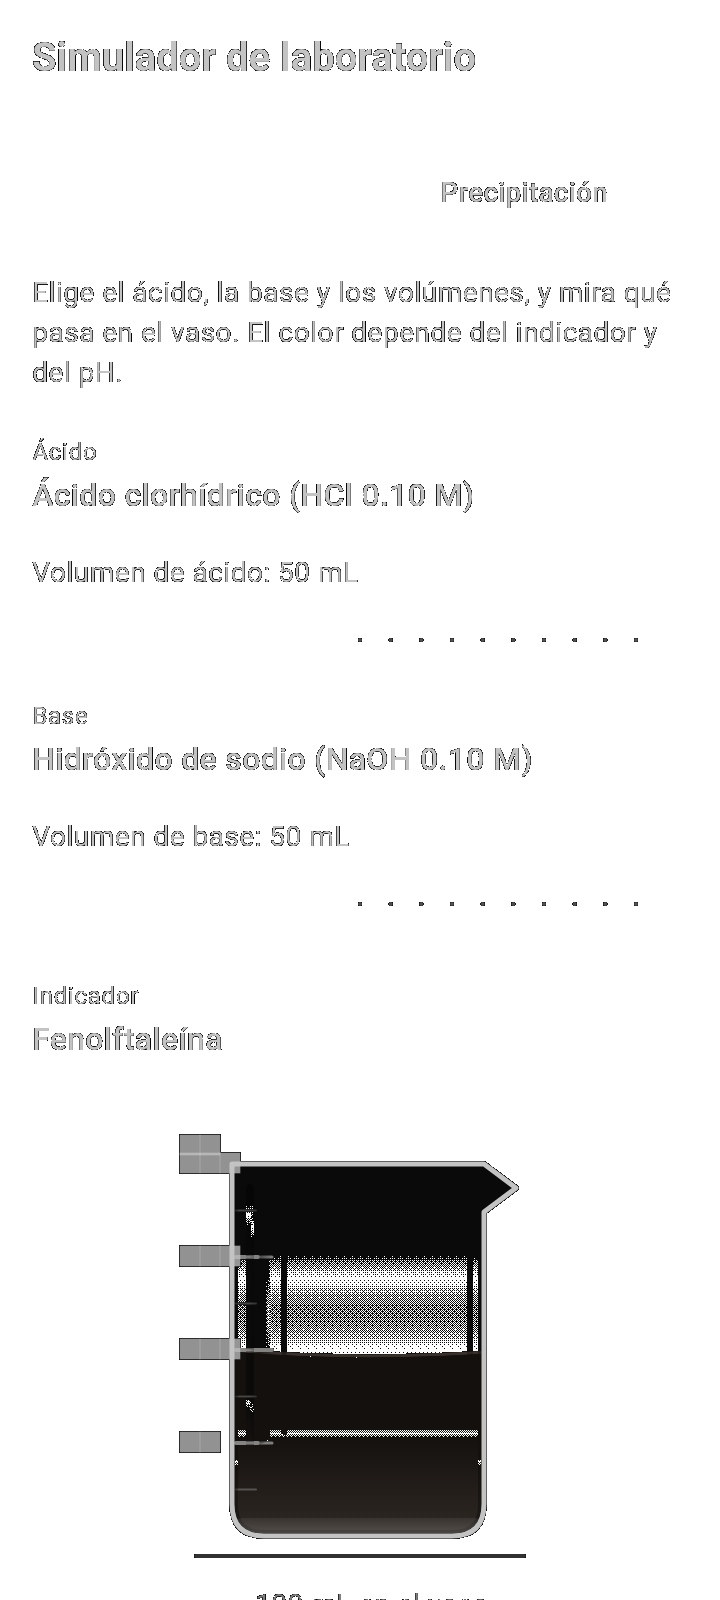 Simulador de laboratorio
Precipitación
Elige el ácido, la base y los volúmenes, y mira qué
pasa en el vaso. El color depende del indicador y
del pH.
Ácido
Ácido clorhídrico (HCl 0.10 M)
Volumen de ácido: 50 mL
Base
Hidróxido de sodio (NaOH 0.10 M)
Volumen de base: 50 mL
Indicador
Fenolftaleína